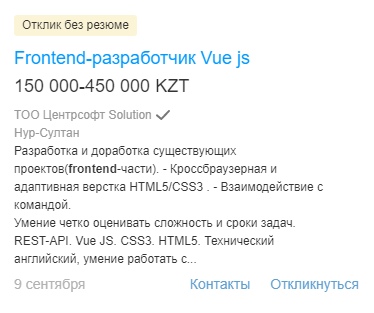 Отклик без резюме
Frontend-разработчик Vue js
150 000-450 000 KZT
ТОО Центрсофт Solution
Нур-Султан
Разработка и доработка существующих
проектов(frontend-части). - Кроссбраузерная и
адаптивная верстка HTML5/CSS3 . - Взаимодействие с
командой.
Умение четко оценивать сложность и сроки задач.
REST-API. Vue JS. CSS3. HTML5. Технический
английский, умение работать с...
9 сентября Контакты Откликнуться